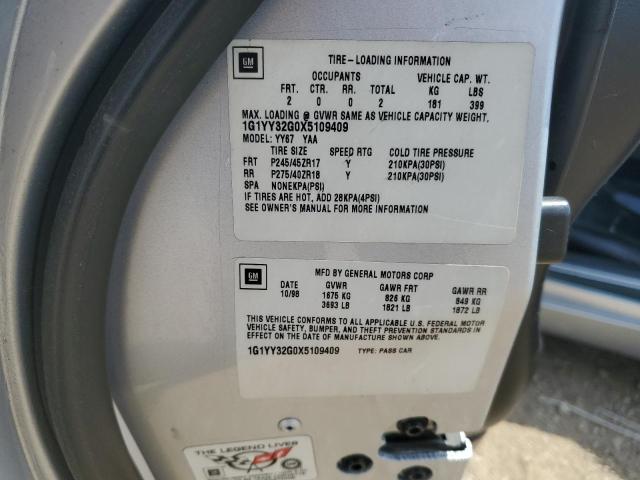 GM
TIRE-LOADING INFORMATION
OCCUPANTS VEHICLE CAP. WT.
FRT. CTR. RR. TOTAL KG LBS
2 0 0 2 181 399
MAX. LOADING @ GVWR SAME AS VEHICLE CAPACITY WEIGHT.
1G1YY32G0X5109409
MODEL: YY67 YAA
TIRE SIZE SPEED RTG COLD TIRE PRESSURE
FRT P245/45ZR17 Y 210KPA(30PSI)
RR P275/40ZR18 Y 210KPA(30PSI)
SPA NONEKPA(PSI)
IF TIRES ARE HOT, ADD 28KPA(4PSI)
SEE OWNER'S MANUAL FOR MORE INFORMATION
GM
MFD BY GENERAL MOTORS CORP
DATE GVWR GAWR FRT GAWR RR
10/98 1675 KG 826 KG 849 KG
3693 LB 1821 LB 1872 LB
THIS VEHICLE CONFORMS TO ALL APPLICABLE U.S. FEDERAL MOTOR
VEHICLE SAFETY, BUMPER, AND THEFT PREVENTION STANDARDS IN
EFFECT ON THE DATE OF MANUFACTURE SHOWN ABOVE.
1G1YY32G0X5109409 TYPE: PASS CAR
THE LEGEND LIVES
GM